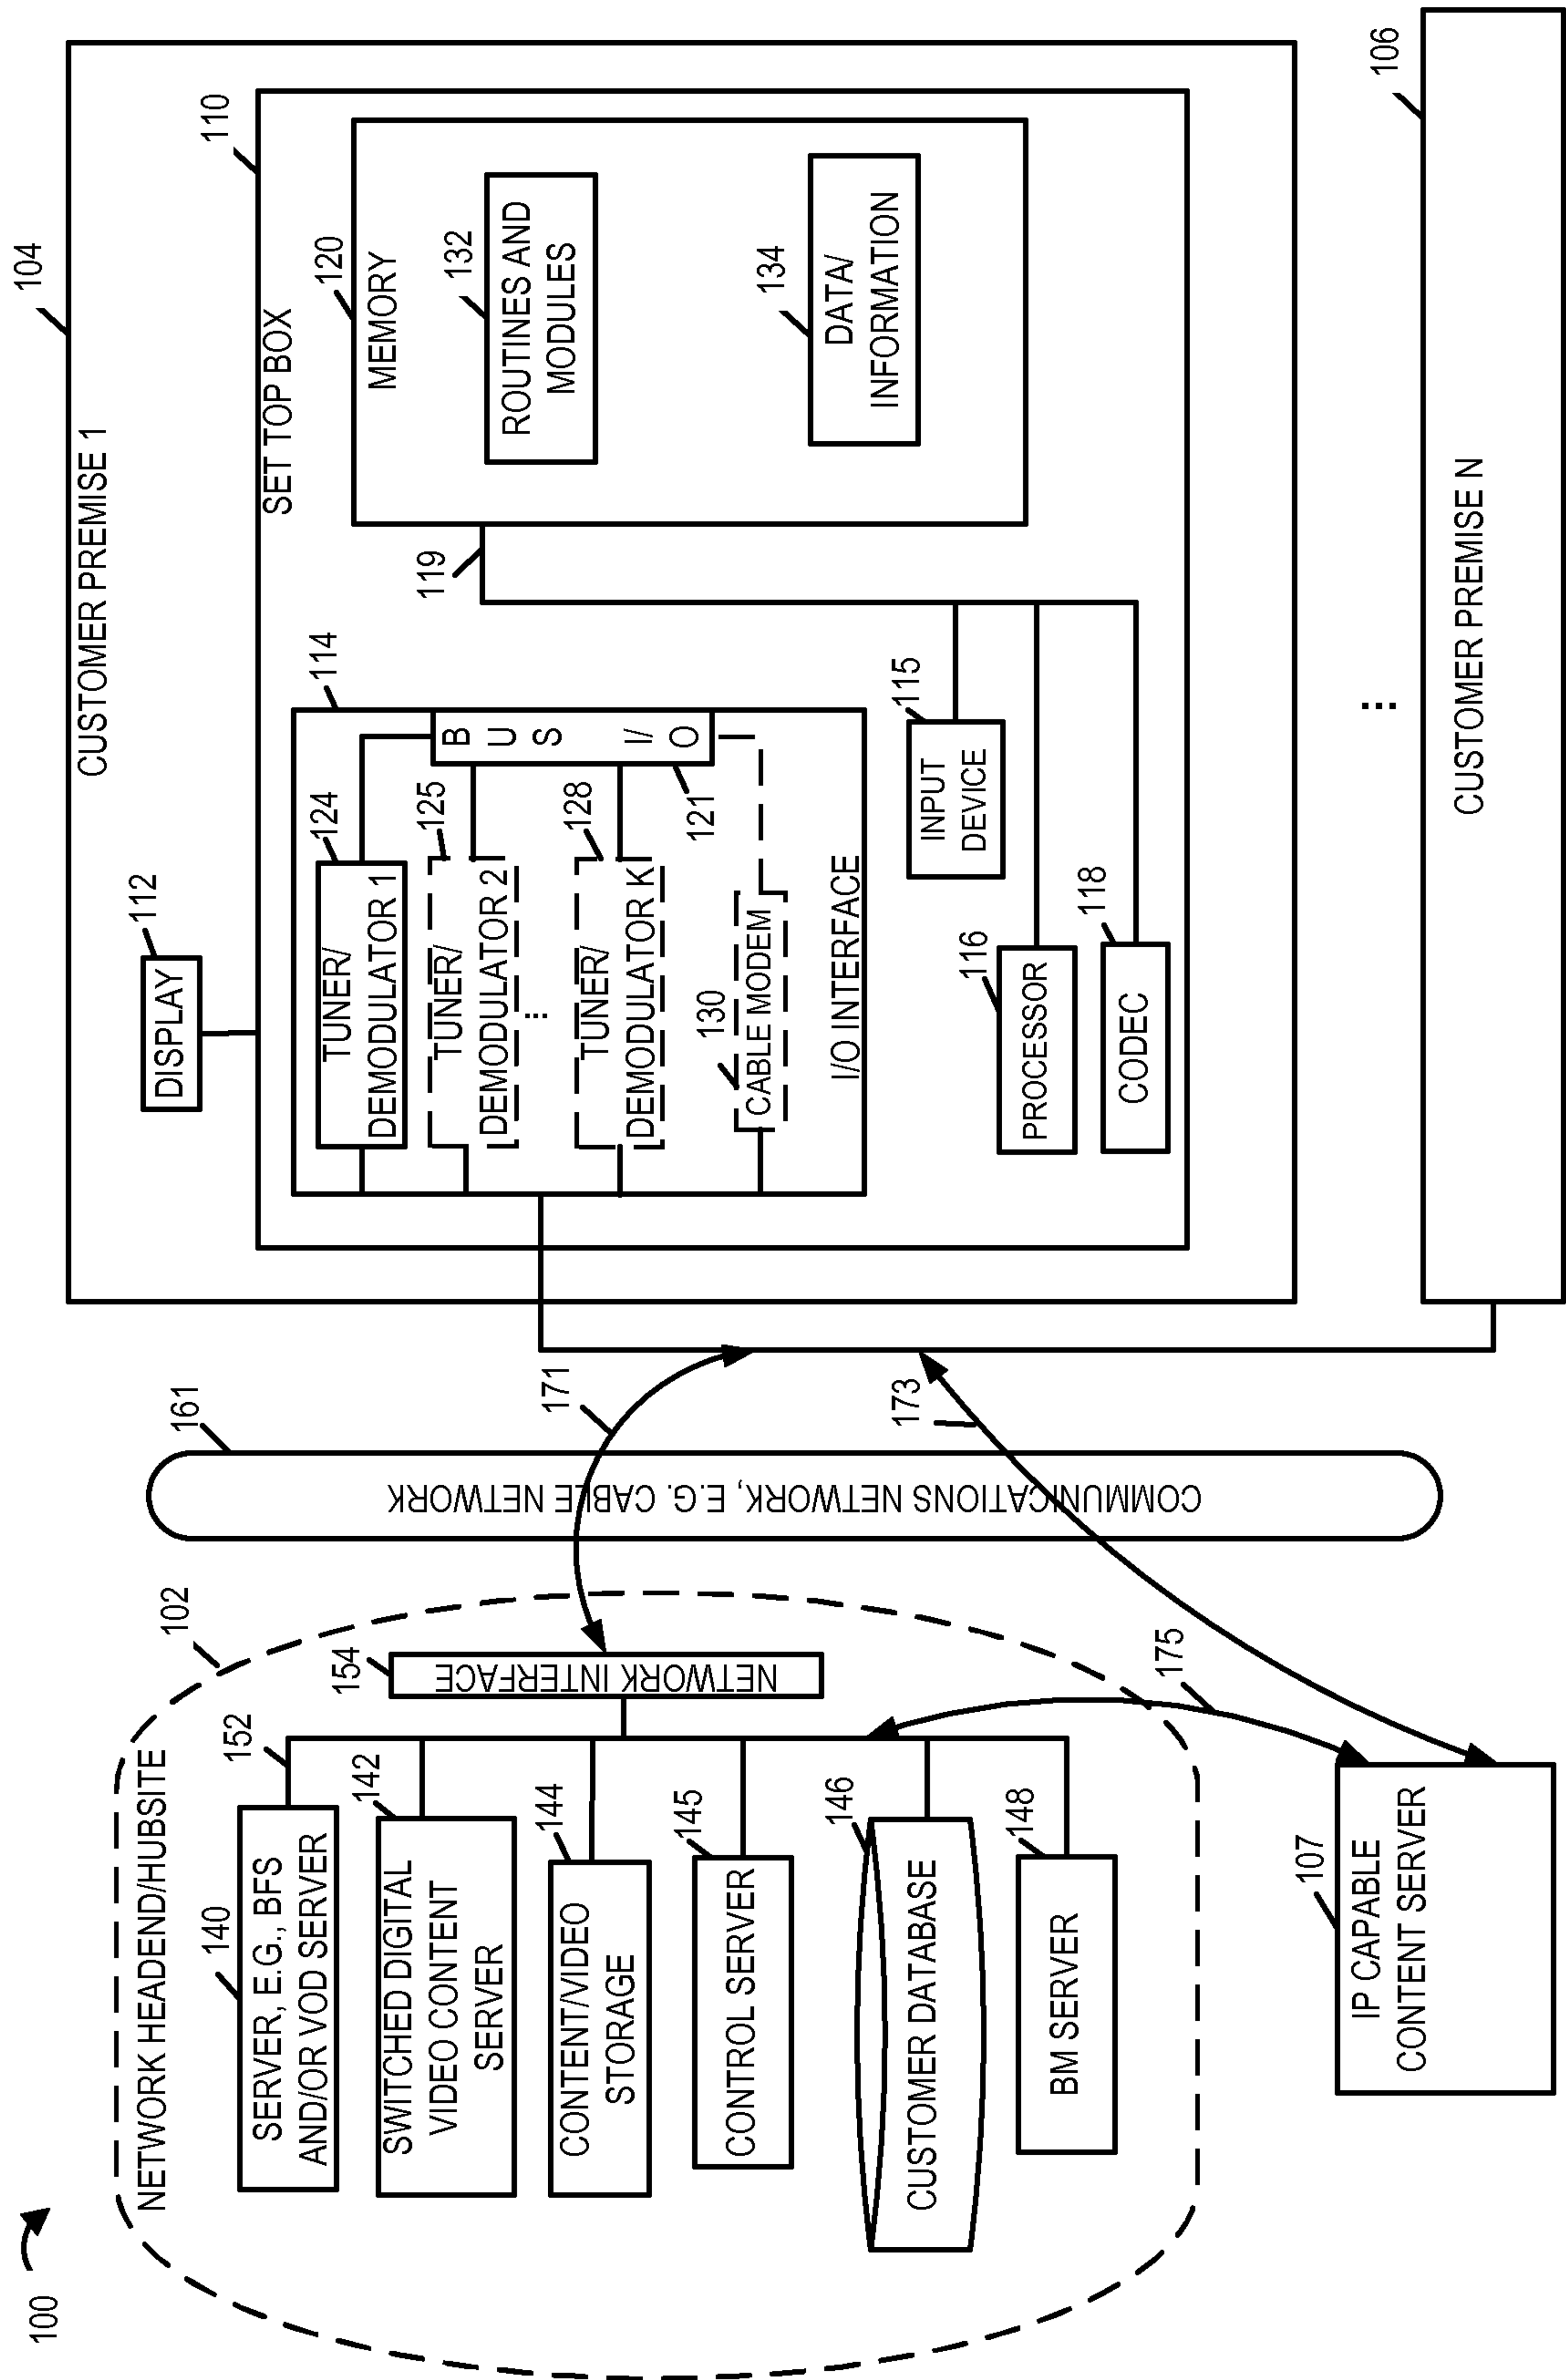 100
NETWORK HEADEND/HUBSITE
102
140
SERVER, E.G., BFS
AND/OR VOD SERVER
152
142
SWITCHED DIGITAL
VIDEO CONTENT
SERVER
144
CONTENT/VIDEO
STORAGE
145
CONTROL SERVER
146
CUSTOMER DATABASE
148
BM SERVER
154
NETWORK INTERFACE
107
IP CAPABLE
CONTENT SERVER
175
161
COMMUNICATIONS NETWORK, E.G. CABLE NETWORK
171
173
104
CUSTOMER PREMISE 1
112
DISPLAY
110
SET TOP BOX
114
124
TUNER/
DEMODULATOR 1
125
TUNER/
DEMODULATOR 2
...
128
TUNER/
DEMODULATOR K
130
CABLE MODEM
I/O INTERFACE
BUS I/O
121
115
INPUT
DEVICE
116
PROCESSOR
118
CODEC
119
120
MEMORY
132
ROUTINES AND
MODULES
134
DATA/
INFORMATION
...
106
CUSTOMER PREMISE N